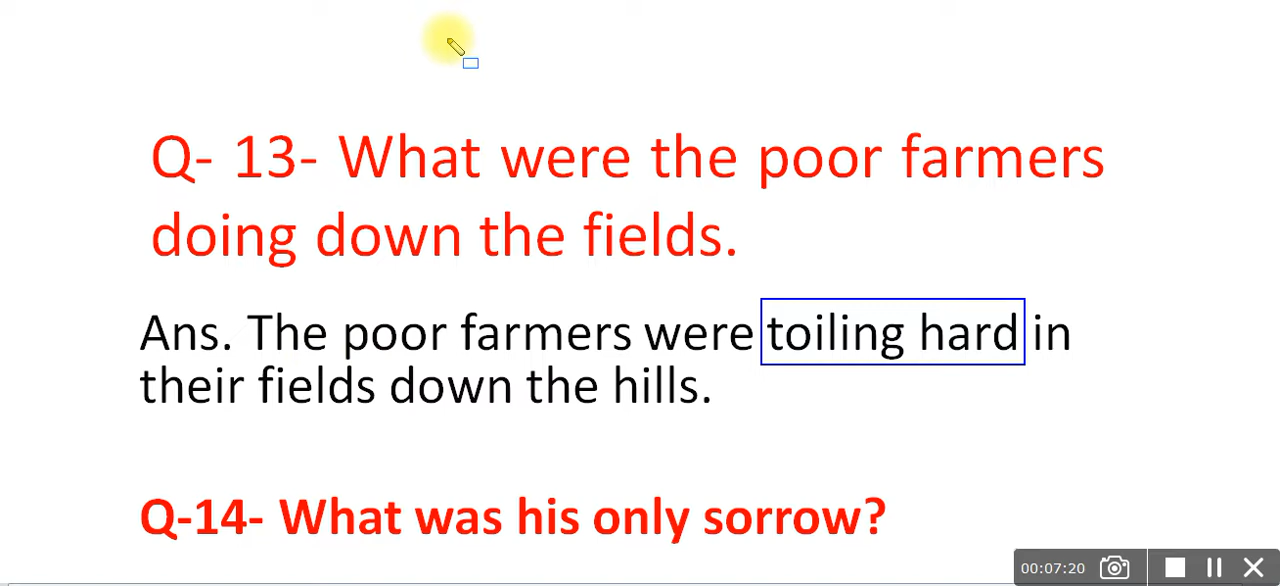 Q- 13- What were the poor farmers
doing down the fields.
Ans. The poor farmers were toiling hard in
their fields down the hills.
Q-14- What was his only sorrow?
00:07:20